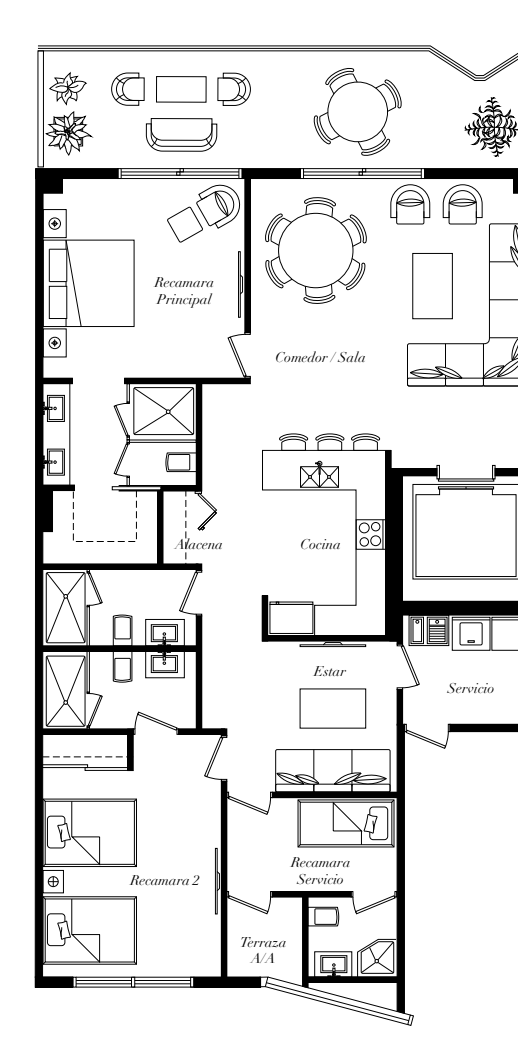 Recamara
Principal
Comedor / Sala
Alacena
Cocina
Estar
Servicio
Recamara
Servicio
Recamara 2
Terraza
A/A